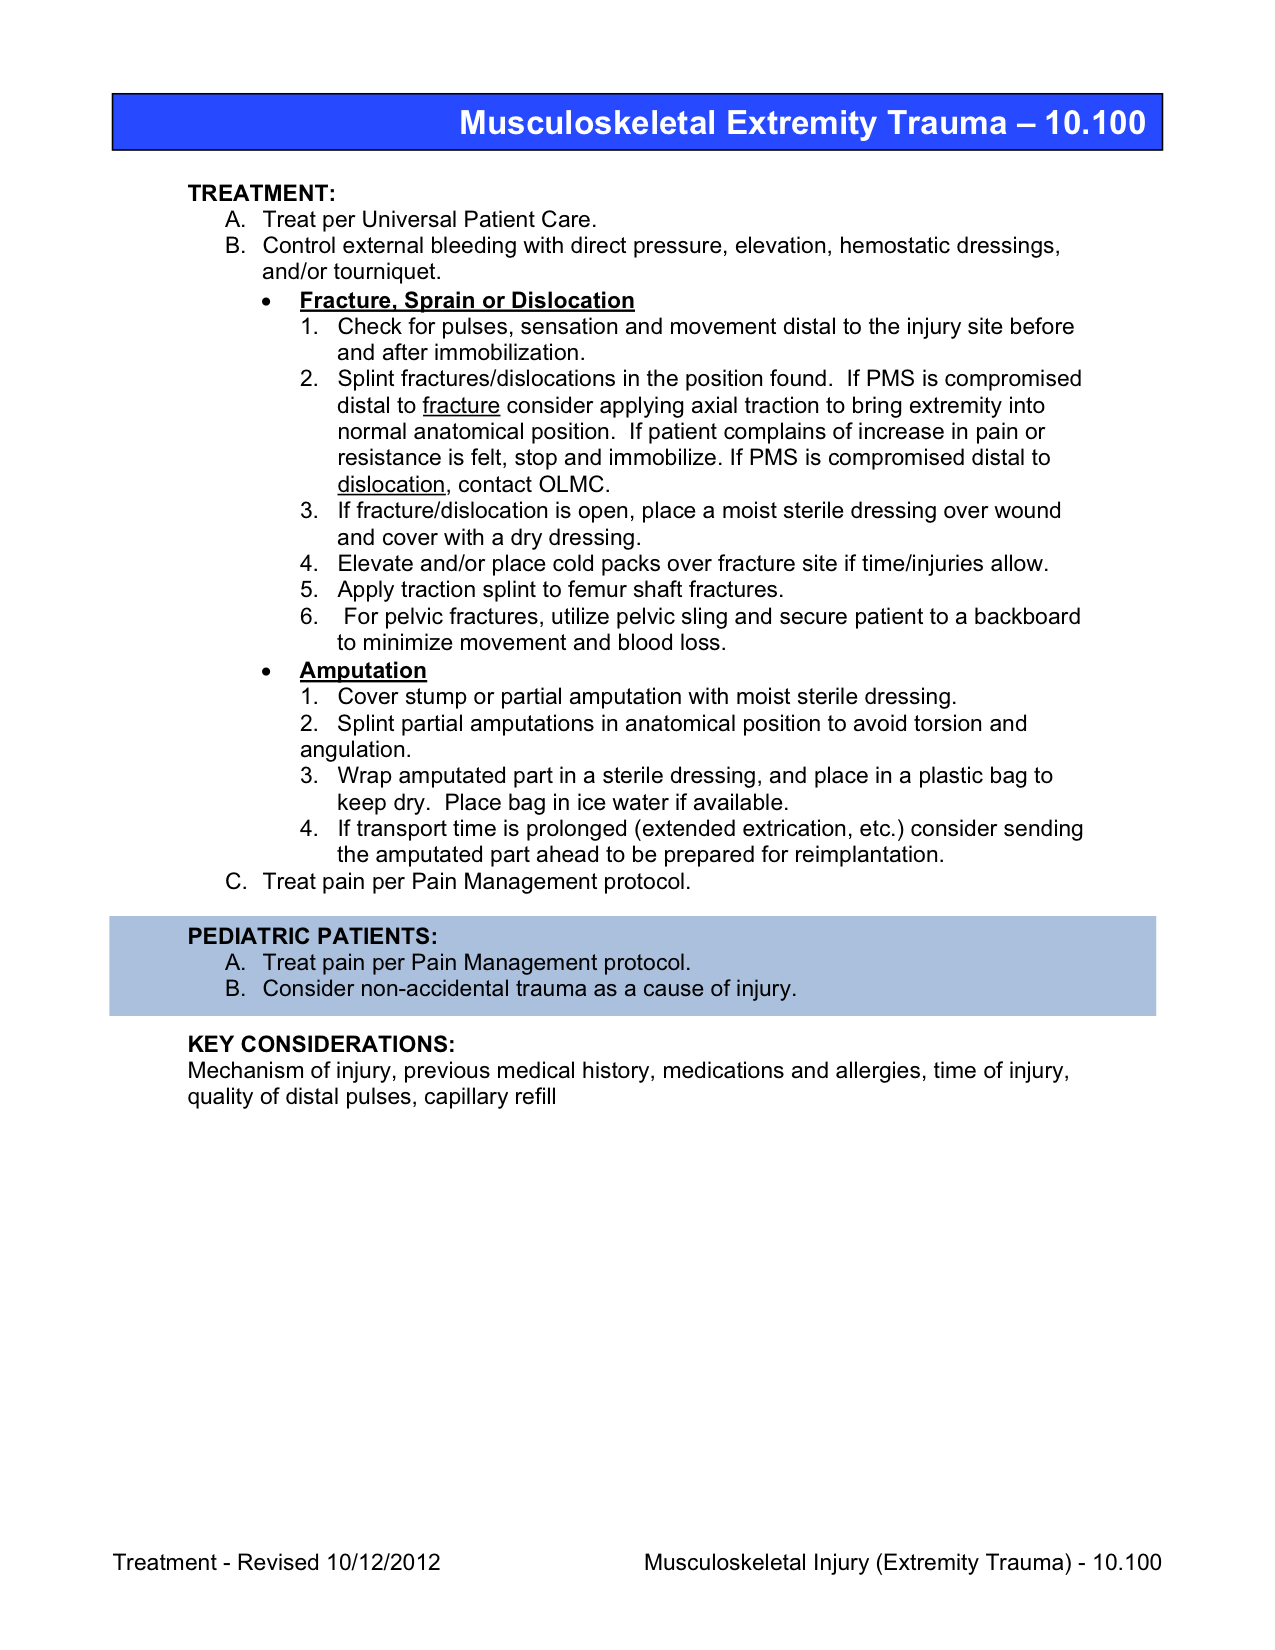 Musculoskeletal Extremity Trauma – 10.100
TREATMENT:
A. Treat per Universal Patient Care.
B. Control external bleeding with direct pressure, elevation, hemostatic dressings,
and/or tourniquet.
• Fracture, Sprain or Dislocation
1. Check for pulses, sensation and movement distal to the injury site before
and after immobilization.
2. Splint fractures/dislocations in the position found. If PMS is compromised
distal to fracture consider applying axial traction to bring extremity into
normal anatomical position. If patient complains of increase in pain or
resistance is felt, stop and immobilize. If PMS is compromised distal to
dislocation, contact OLMC.
3. If fracture/dislocation is open, place a moist sterile dressing over wound
and cover with a dry dressing.
4. Elevate and/or place cold packs over fracture site if time/injuries allow.
5. Apply traction splint to femur shaft fractures.
6. For pelvic fractures, utilize pelvic sling and secure patient to a backboard
to minimize movement and blood loss.
• Amputation
1. Cover stump or partial amputation with moist sterile dressing.
2. Splint partial amputations in anatomical position to avoid torsion and
angulation.
3. Wrap amputated part in a sterile dressing, and place in a plastic bag to
keep dry. Place bag in ice water if available.
4. If transport time is prolonged (extended extrication, etc.) consider sending
the amputated part ahead to be prepared for reimplantation.
C. Treat pain per Pain Management protocol.
PEDIATRIC PATIENTS:
A. Treat pain per Pain Management protocol.
B. Consider non-accidental trauma as a cause of injury.
KEY CONSIDERATIONS:
Mechanism of injury, previous medical history, medications and allergies, time of injury,
quality of distal pulses, capillary refill
Treatment - Revised 10/12/2012 Musculoskeletal Injury (Extremity Trauma) - 10.100